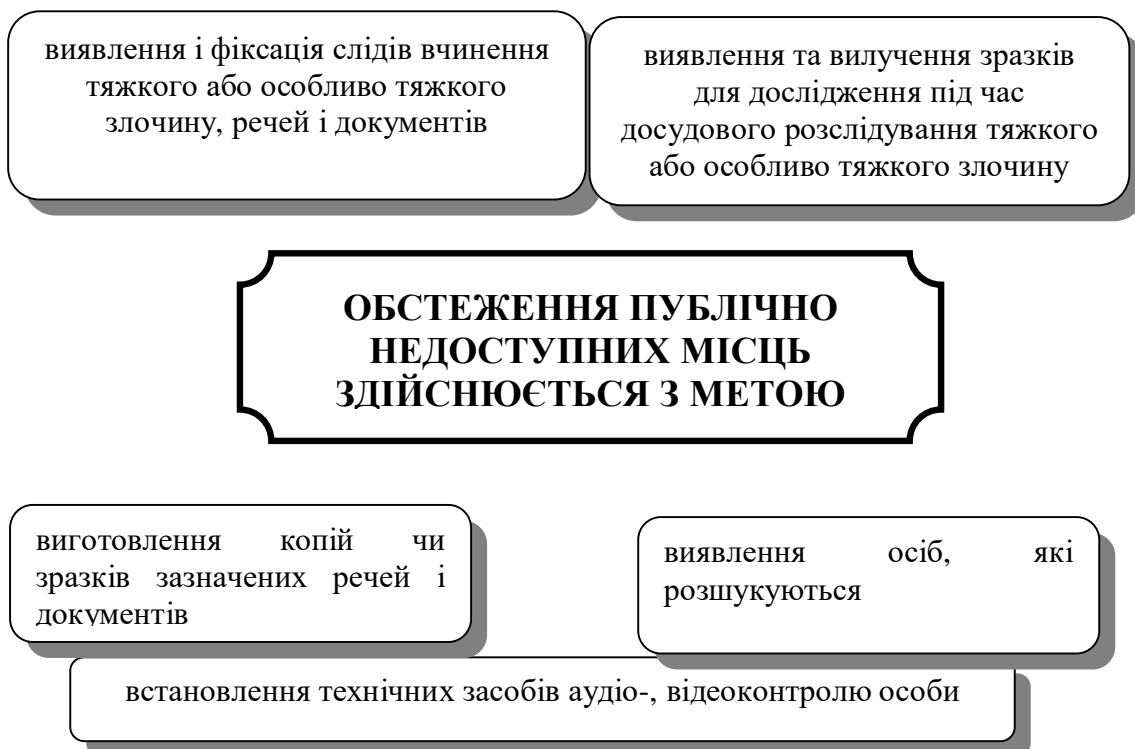 виявлення і фіксація слідів вчинення
тяжкого або особливо тяжкого
злочину, речей і документів
виявлення та вилучення зразків
для дослідження під час
досудового розслідування тяжкого
або особливо тяжкого злочину
ОБСТЕЖЕННЯ ПУБЛІЧНО
НЕДОСТУПНИХ МІСЦЬ
ЗДІЙСНЮЄТЬСЯ З МЕТОЮ
виготовлення копій чи
зразків зазначених речей і
документів
виявлення осіб, які
розшукуються
встановлення технічних засобів аудіо-, відеоконтролю особи